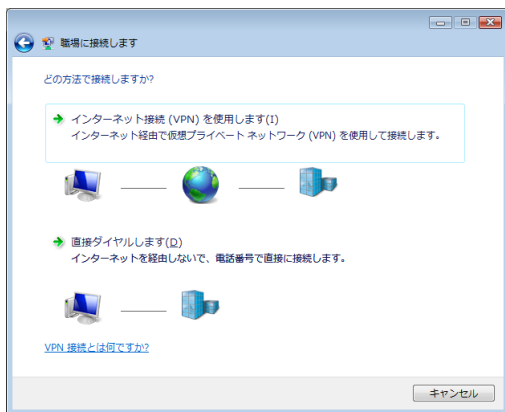 職場に接続します
どの方法で接続しますか?
インターネット接続 (VPN) を使用します(I)
インターネット経由で仮想プライベート ネットワーク (VPN) を使用して接続します。
直接ダイヤルします(D)
インターネットを経由しないで、電話番号で直接に接続します。
VPN 接続とは何ですか?
キャンセル